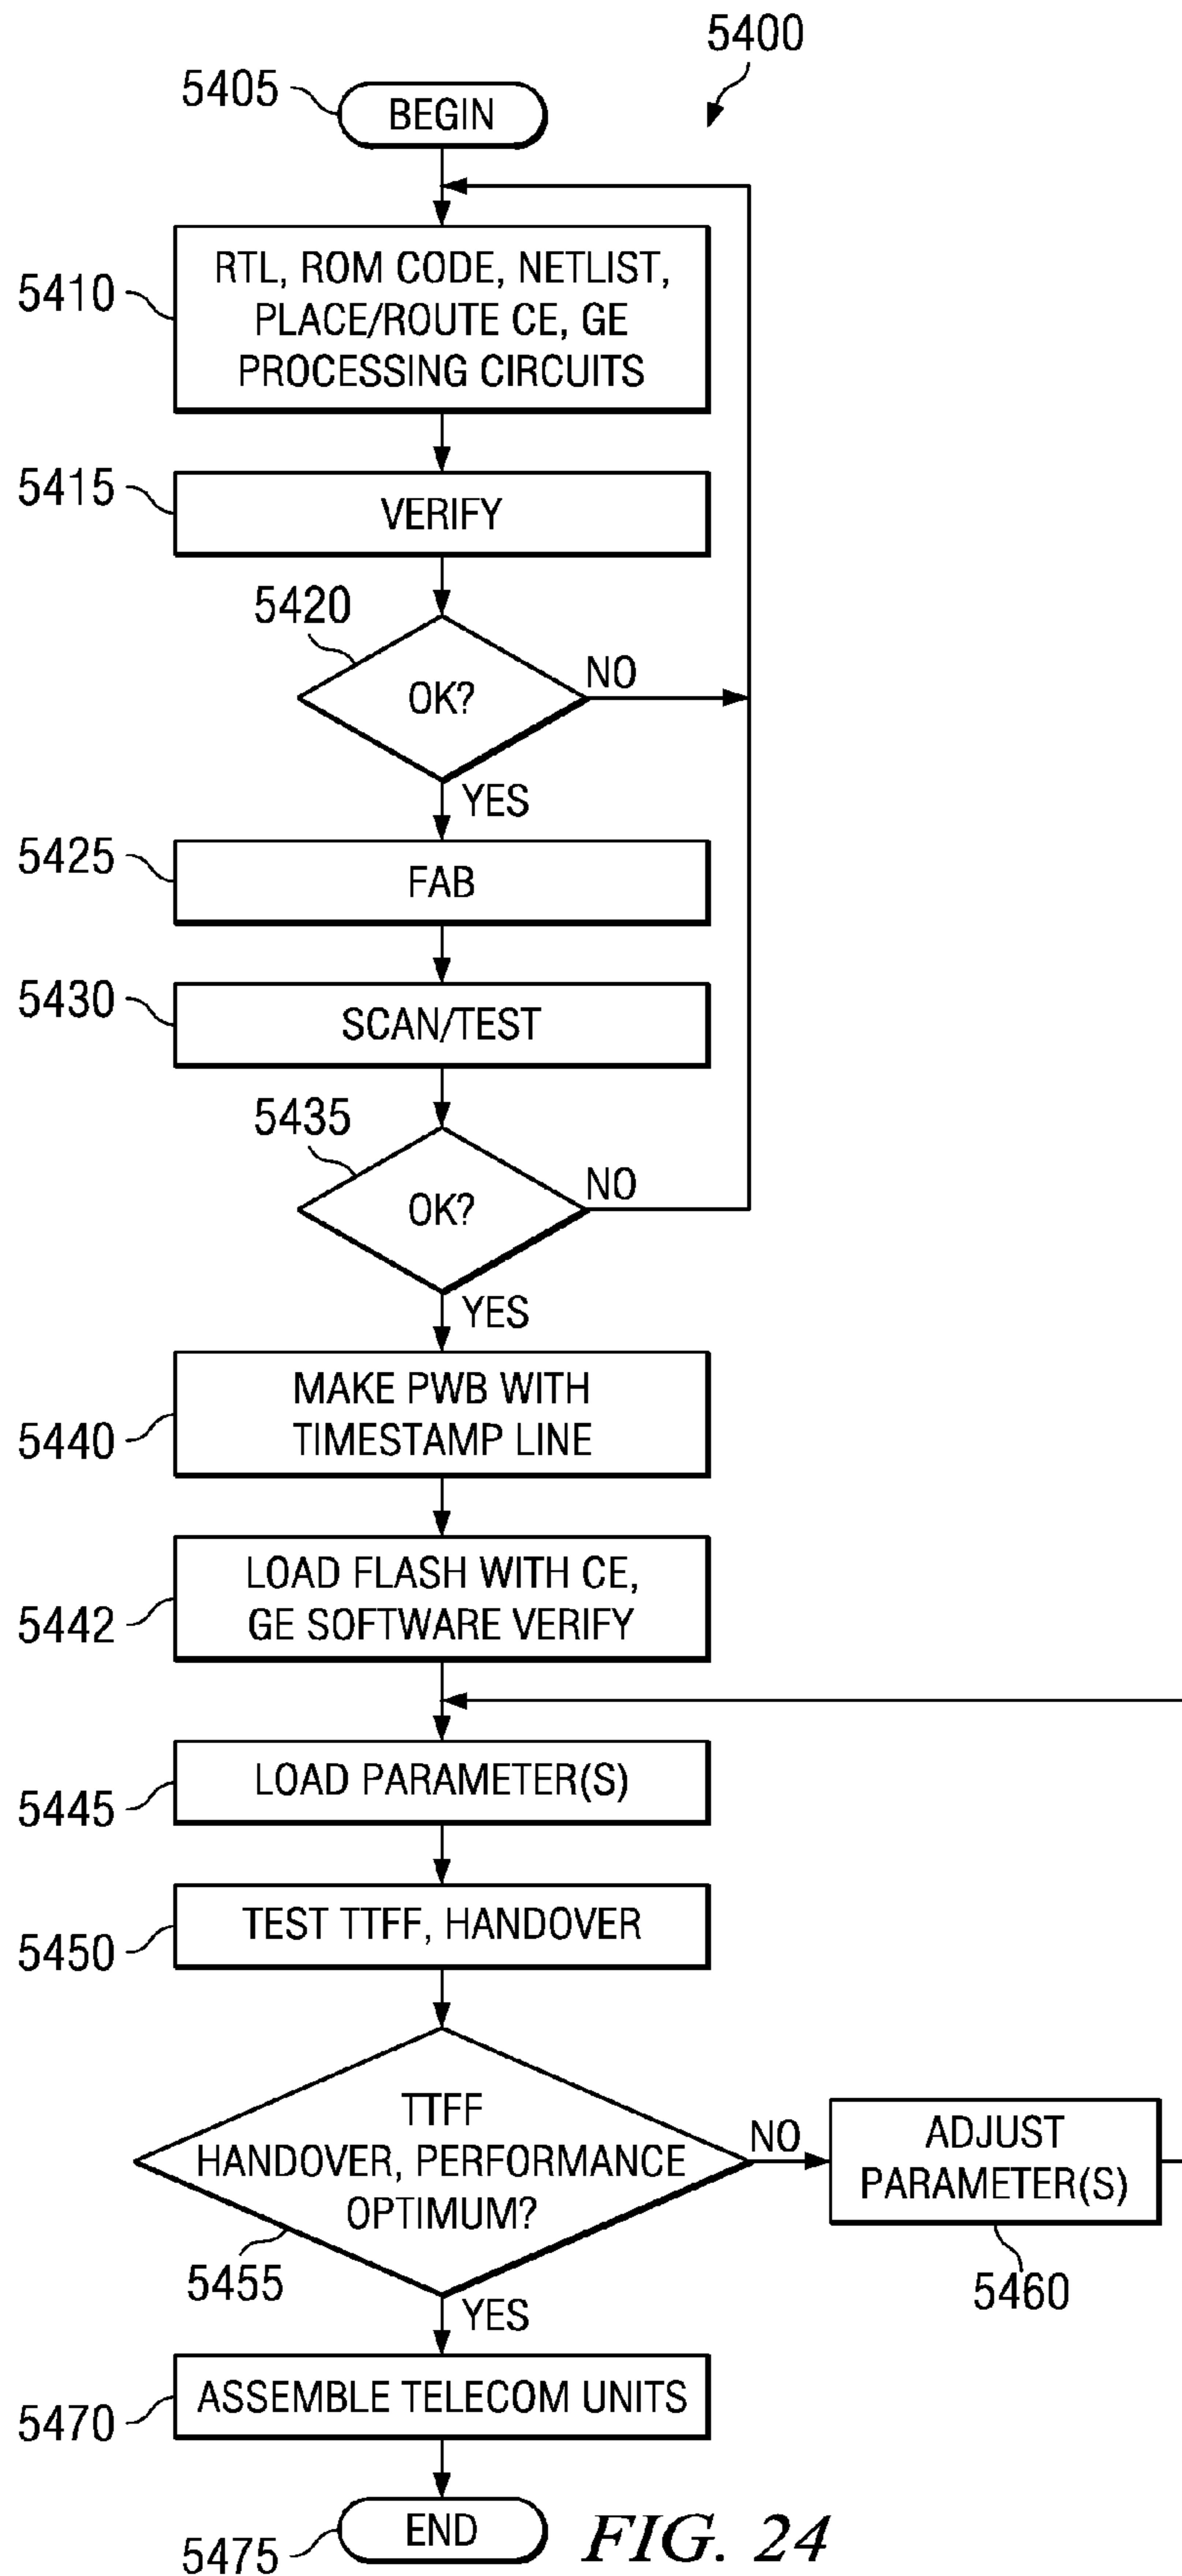 5400
5405
BEGIN
5410
RTL, ROM CODE, NETLIST,
PLACE/ROUTE CE, GE
PROCESSING CIRCUITS
5415
VERIFY
5420
OK?
NO
YES
5425
FAB
5430
SCAN/TEST
5435
OK?
NO
YES
5440
MAKE PWB WITH
TIMESTAMP LINE
5442
LOAD FLASH WITH CE,
GE SOFTWARE VERIFY
5445
LOAD PARAMETER(S)
5450
TEST TTFF, HANDOVER
TTFF
HANDOVER, PERFORMANCE
OPTIMUM?
5455
NO
ADJUST
PARAMETER(S)
5460
YES
5470
ASSEMBLE TELECOM UNITS
5475
END
FIG. 24